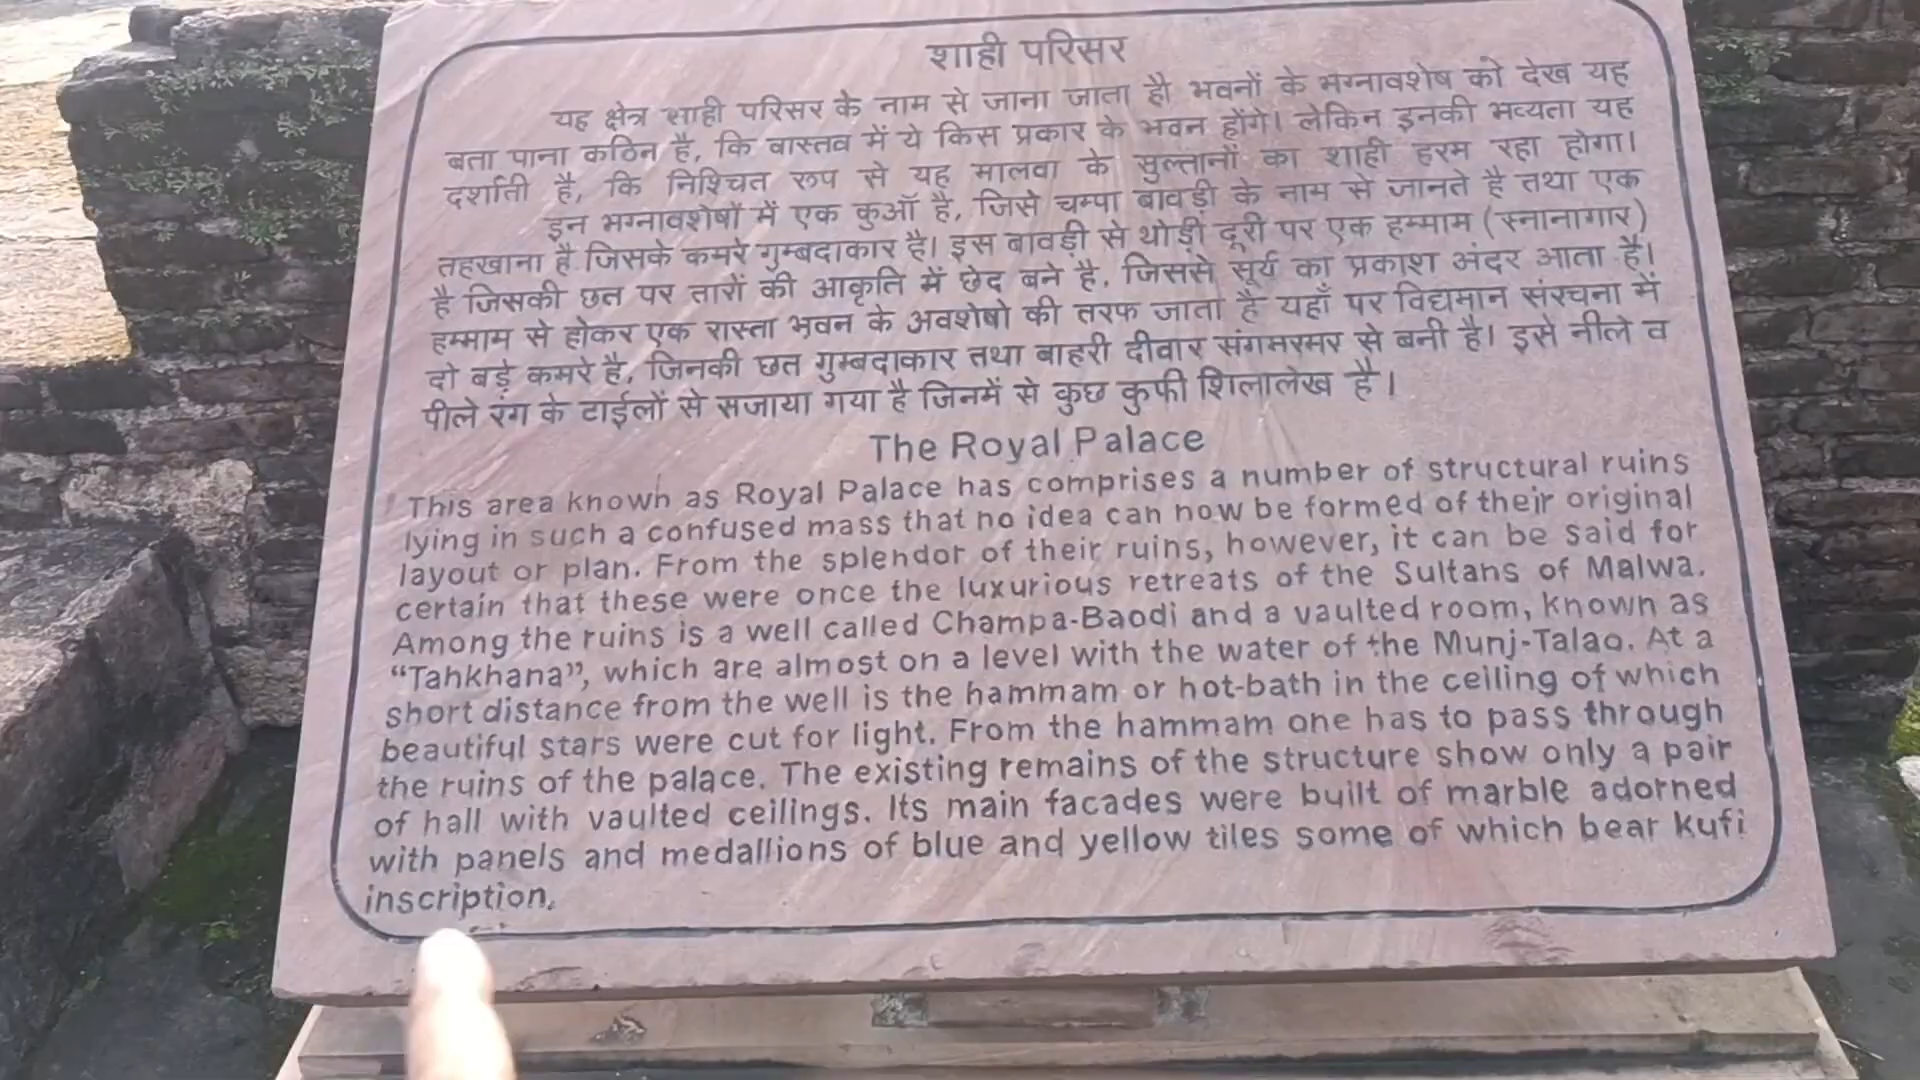 शाही परिसर
यह क्षेत्र शाही परिसर के नाम से जाना जाता है। भवनों के भग्नावशेष को देख यह
बता पाना कठिन है, कि वास्तव में ये किस प्रकार के भवन होंगे। लेकिन इनकी भव्यता यह
दर्शाती है, कि निश्चित रूप से यह मालवा के सुल्तानों का शाही हरम रहा होगा।
इन भग्नावशेषों में एक कुऑ है, जिसे चम्पा बावड़ी के नाम से जानते है तथा एक
तहखाना है जिसके कमरे गुम्बदाकार है। इस बावड़ी से थोड़ी दूरी पर एक हम्माम (स्नानागार)
है जिसकी छत पर तारों की आकृति में छेद बने है, जिससे सूर्य का प्रकाश अंदर आता है।
हम्माम से होकर एक रास्ता भवन के अवशेषो की तरफ जाता है यहाँ पर विद्यमान संरचना में
दो बड़े कमरे है, जिनकी छत गुम्बदाकार तथा बाहरी दीवार संगमरमर से बनी है। इसे नीले व
पीले रंग के टाईलों से सजाया गया है जिनमें से कुछ कुफी शिलालेख है।
The Royal Palace
This area known as Royal Palace has comprises a number of structural ruins
lying in such a confused mass that no idea can now be formed of their original
layout or plan. From the splendor of their ruins, however, it can be said for
certain that these were once the luxurious retreats of the Sultans of Malwa.
Among the ruins is a well called Champa-Baodi and a vaulted room, known as
“Tahkhana”, which are almost on a level with the water of the Munj-Talao. At a
short distance from the well is the hammam or hot-bath in the ceiling of which
beautiful stars were cut for light. From the hammam one has to pass through
the ruins of the palace. The existing remains of the structure show only a pair
of hall with vaulted ceilings. Its main facades were built of marble adorned
with panels and medallions of blue and yellow tiles some of which bear Kufi
inscription.